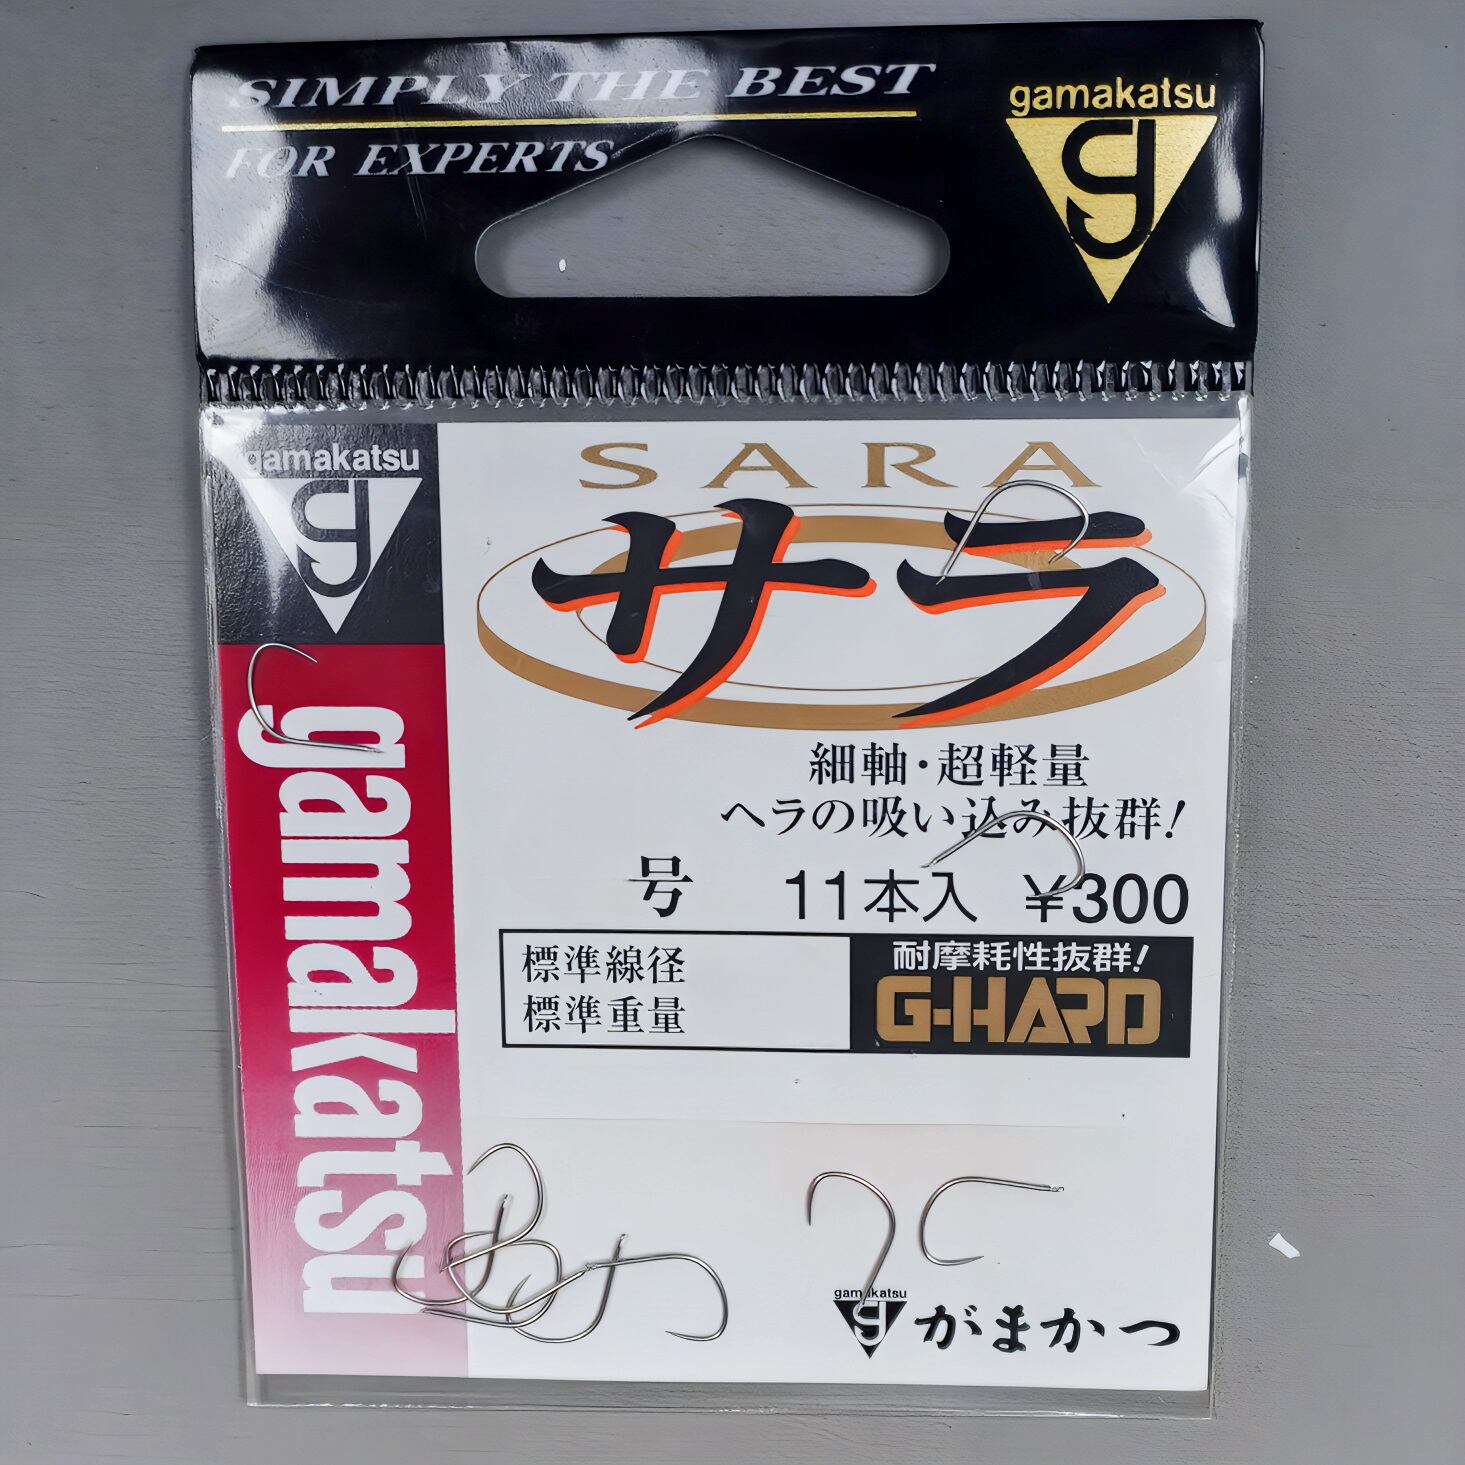 SIMPLY THE BEST
FOR EXPERTS
gamakatsu
gamakatsu
SARA
サラ
細軸・超軽量
ヘラの吸い込み抜群!
号 11本入 ¥300
標準線径
標準重量
耐摩耗性抜群!
G-HARD
gamakatsu
gamakatsu
がまかつ